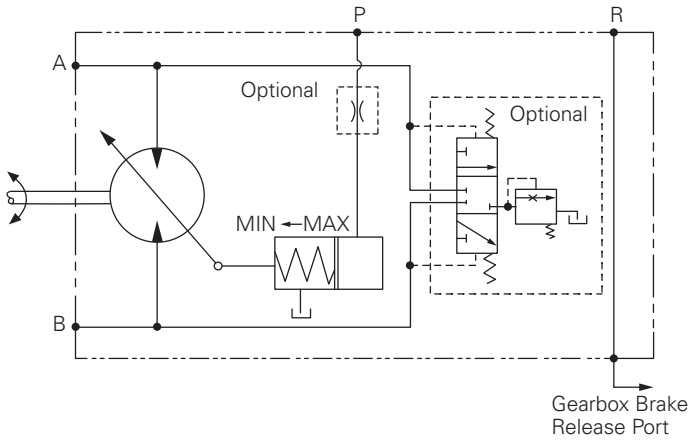 P
R
A
Optional
Optional
MIN MAX
B
Gearbox Brake
Release Port